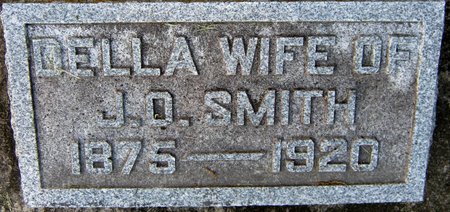 DELLA WIFE OF
J.O. SMITH
1875—1920